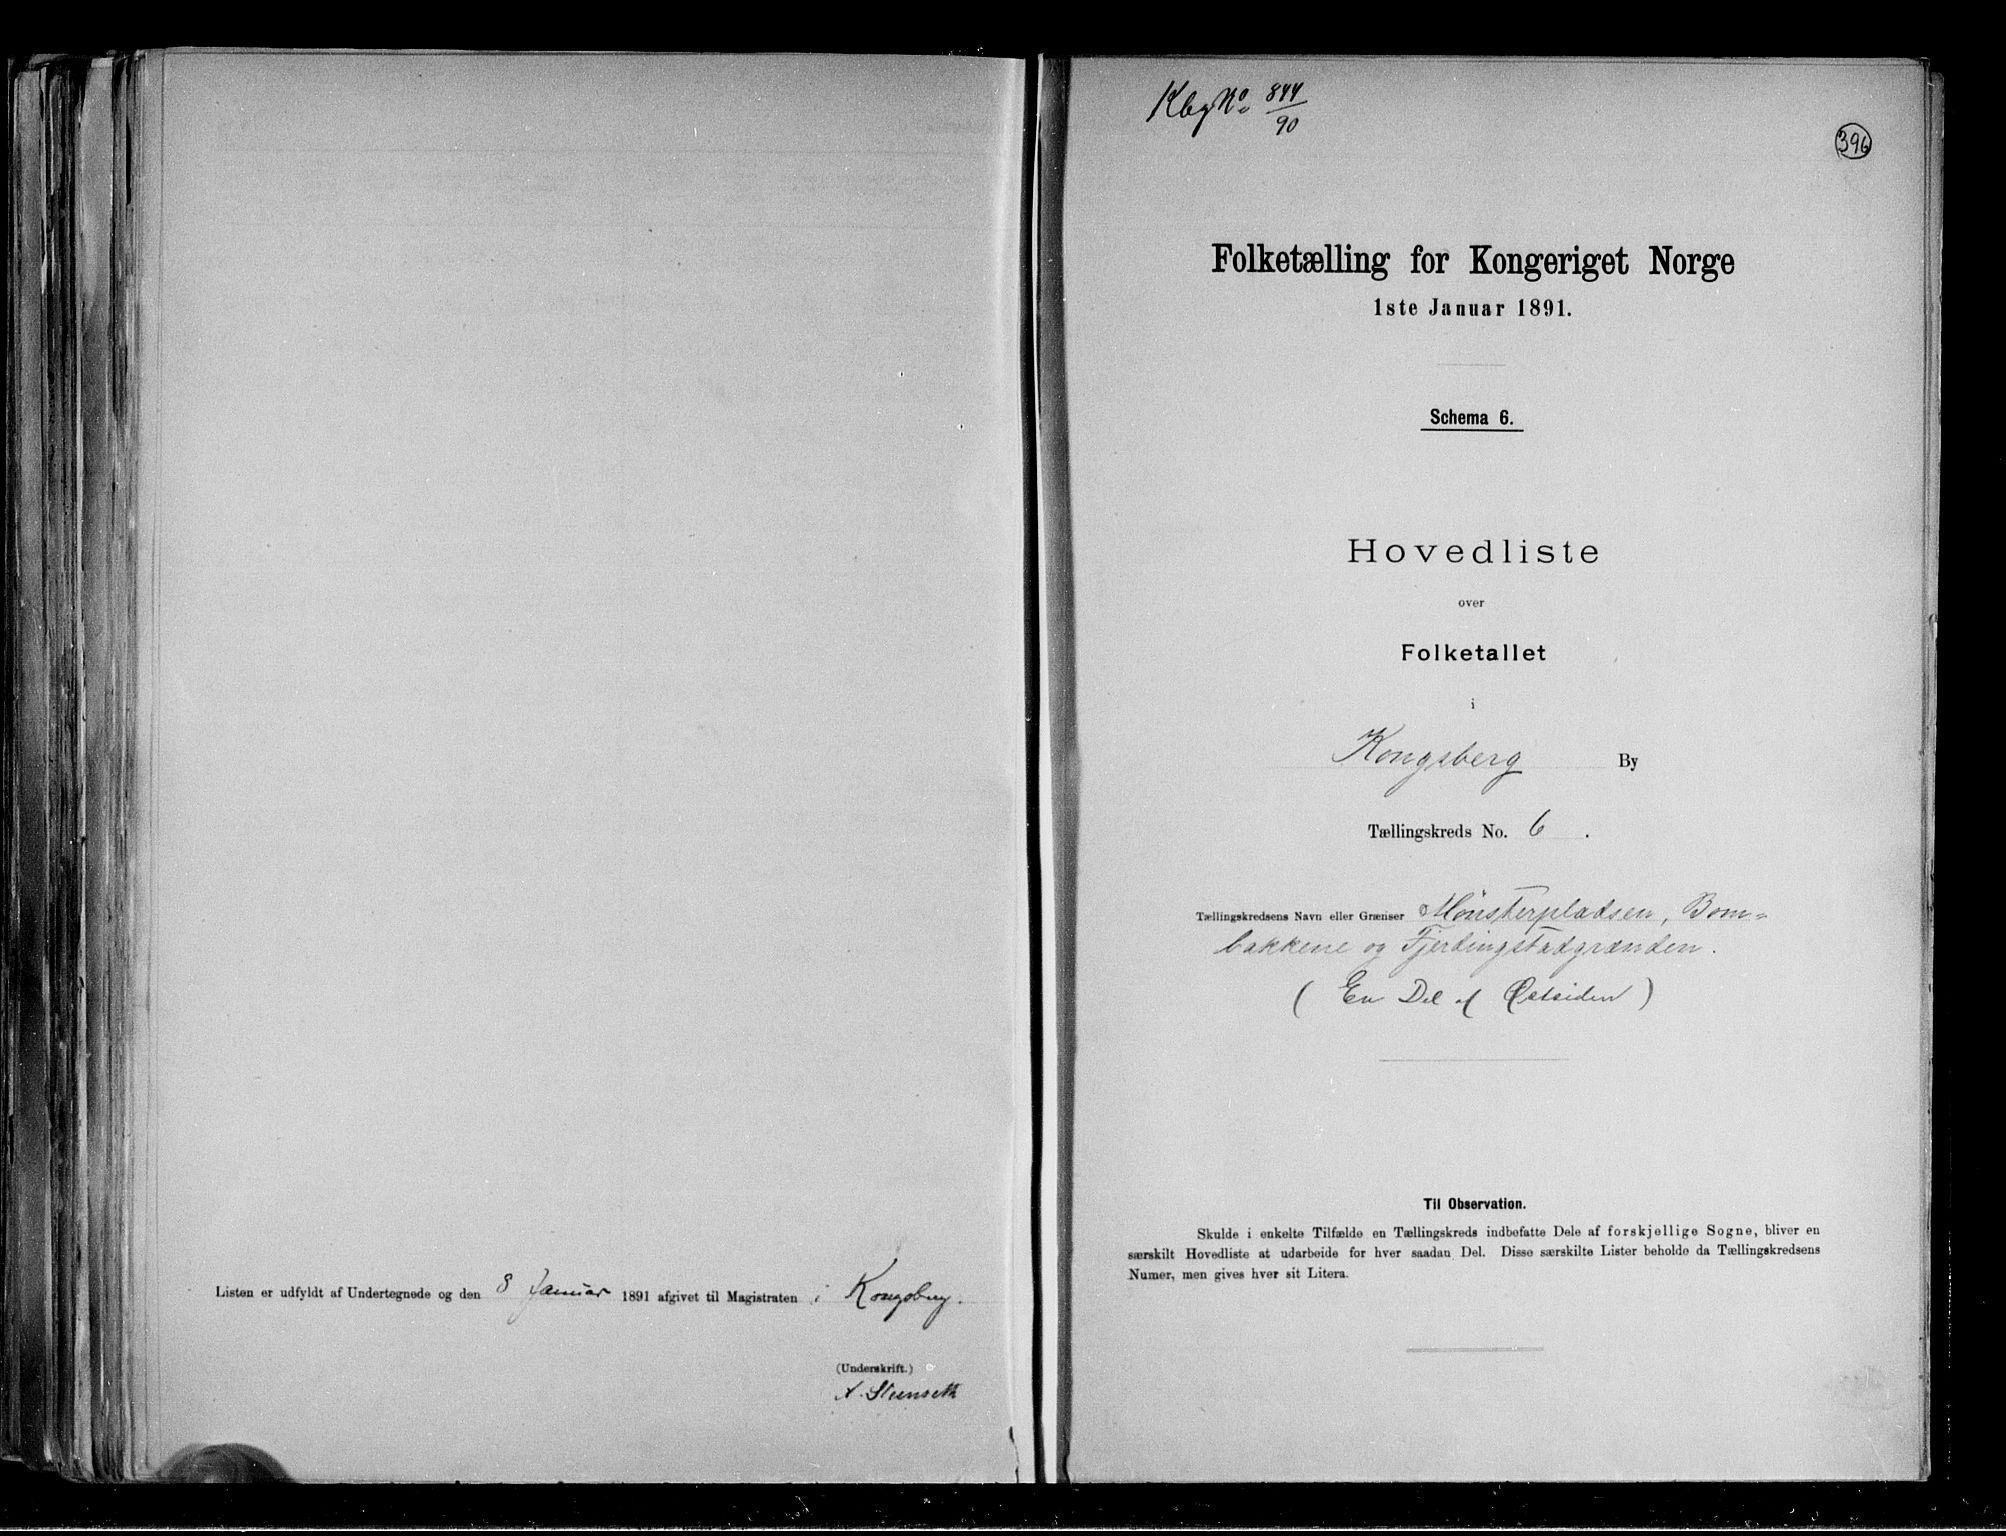 Listen er udfyldt af Undertegnede og den 8 Januar 1891 afgivet til Magistraten i Kongsberg.
(Underskrift.)
A. Steenseth
Kbg No. 844/90
396
Folketælling for Kongeriget Norge
1ste Januar 1891.
Schema 6.
Hovedliste
over
Folketallet
i
Kongsberg By
Tællingskreds No. 6.
Tællingskredsens Navn eller Grænser Mønsterpladsen, Bom-
bakkene og Fjerdingstadgrænden.
(En Del af Østsiden)
Til Observation.
Skulde i enkelte Tilfælde en Tællingskreds indbefatte Dele af forskjellige Sogne, bliver en
særskilt Hovedliste at udarbeide for hver saadan Del. Disse særskilte Lister beholde da Tællingskredsens
Numer, men gives hver sit Litera.